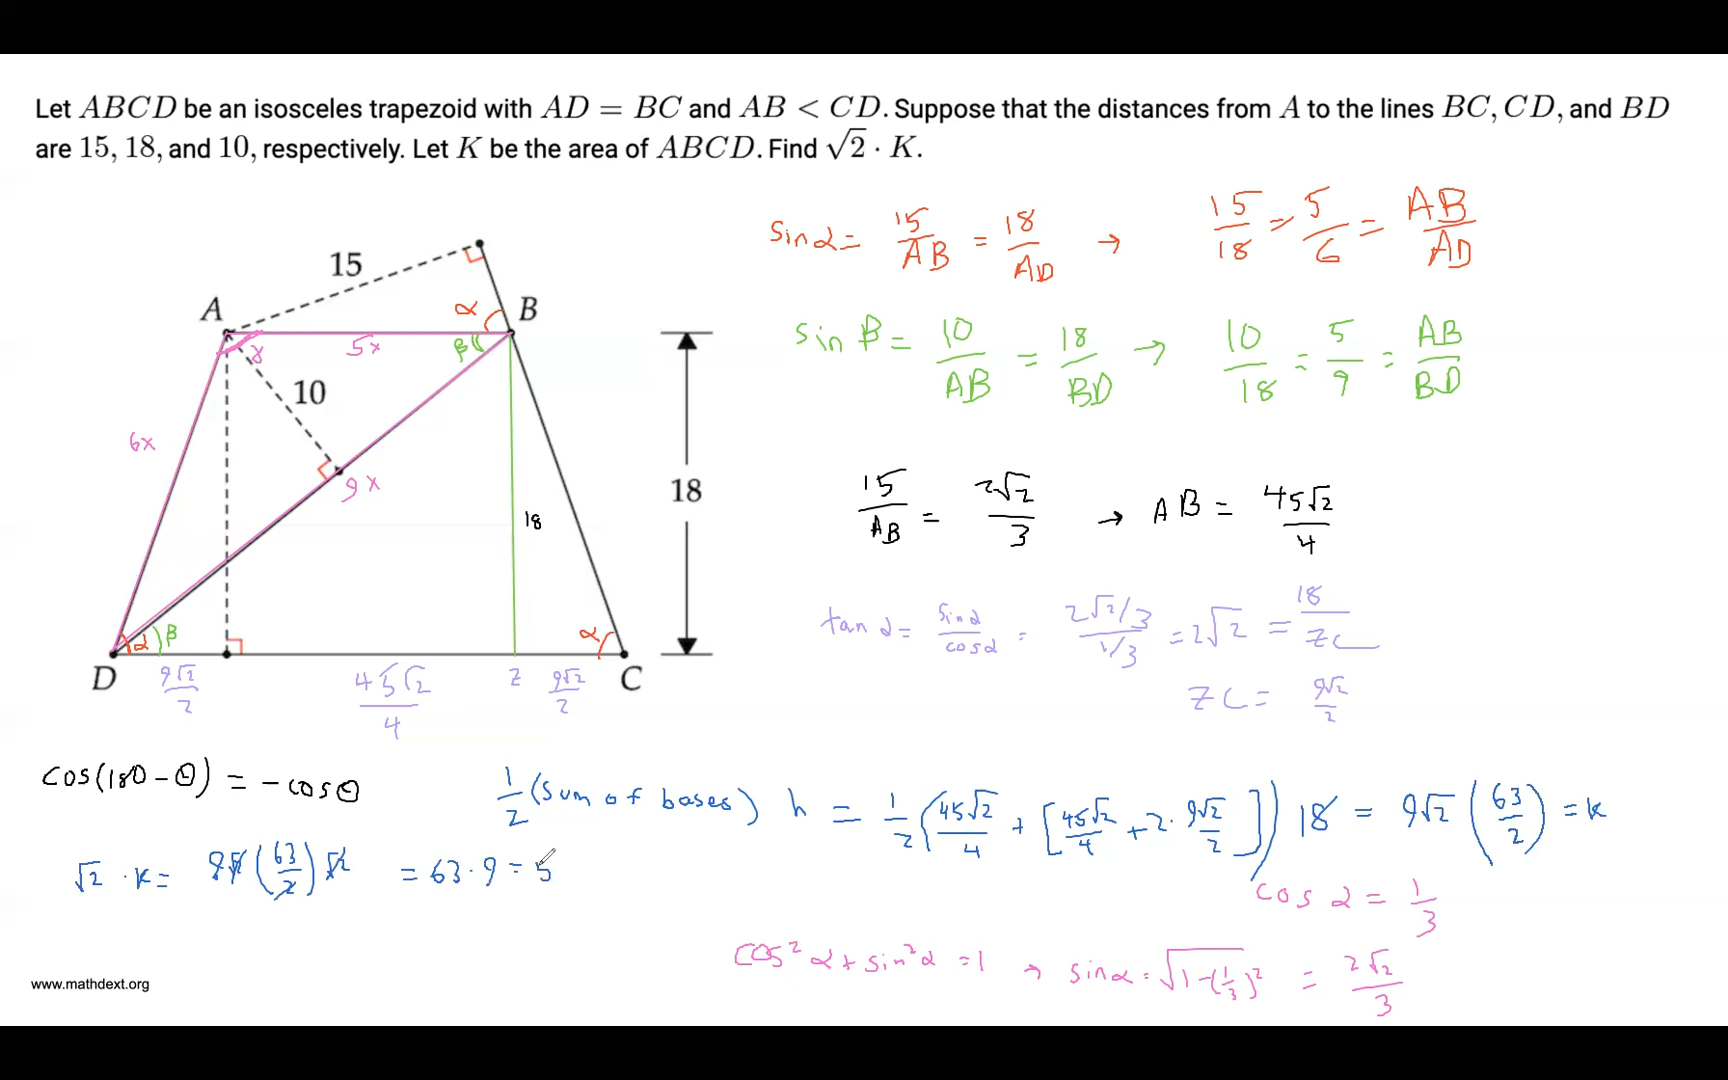 Let ABCD be an isosceles trapezoid with AD = BC and AB < CD. Suppose that the distances from A to the lines BC, CD, and BD
are 15, 18, and 10, respectively. Let K be the area of ABCD. Find √2 · K.
sin α = 15/AB = 18/AD → 15/18 = 5/6 = AB/AD
15
A
α
B
γ
5x
β
sin β = 10/AB = 18/BD → 10/18 = 5/9 = AB/BD
10
6x
9x
18
18
15/AB = 2√2/3 → AB = 45√2/4
α
β
α
tan α = sin α/cos α = (2√2/3)/(1/3) = 2√2 = 18/ZC
D
9√2/2
45√2/4
Z
9√2/2
C
ZC = 9√2/2
cos(180 - θ) = -cos θ
1/2 (sum of bases) h = 1/2 (45√2/4 + [45√2/4 + 2 · 9√2/2]) 18 = 9√2 (63/2) = K
√2 · K = 9√2 (63/2) √2 = 63 · 9 = 5
cos α = 1/3
cos² α + sin² α = 1 → sin α = √1 - (1/3)² = 2√2/3
www.mathdext.org